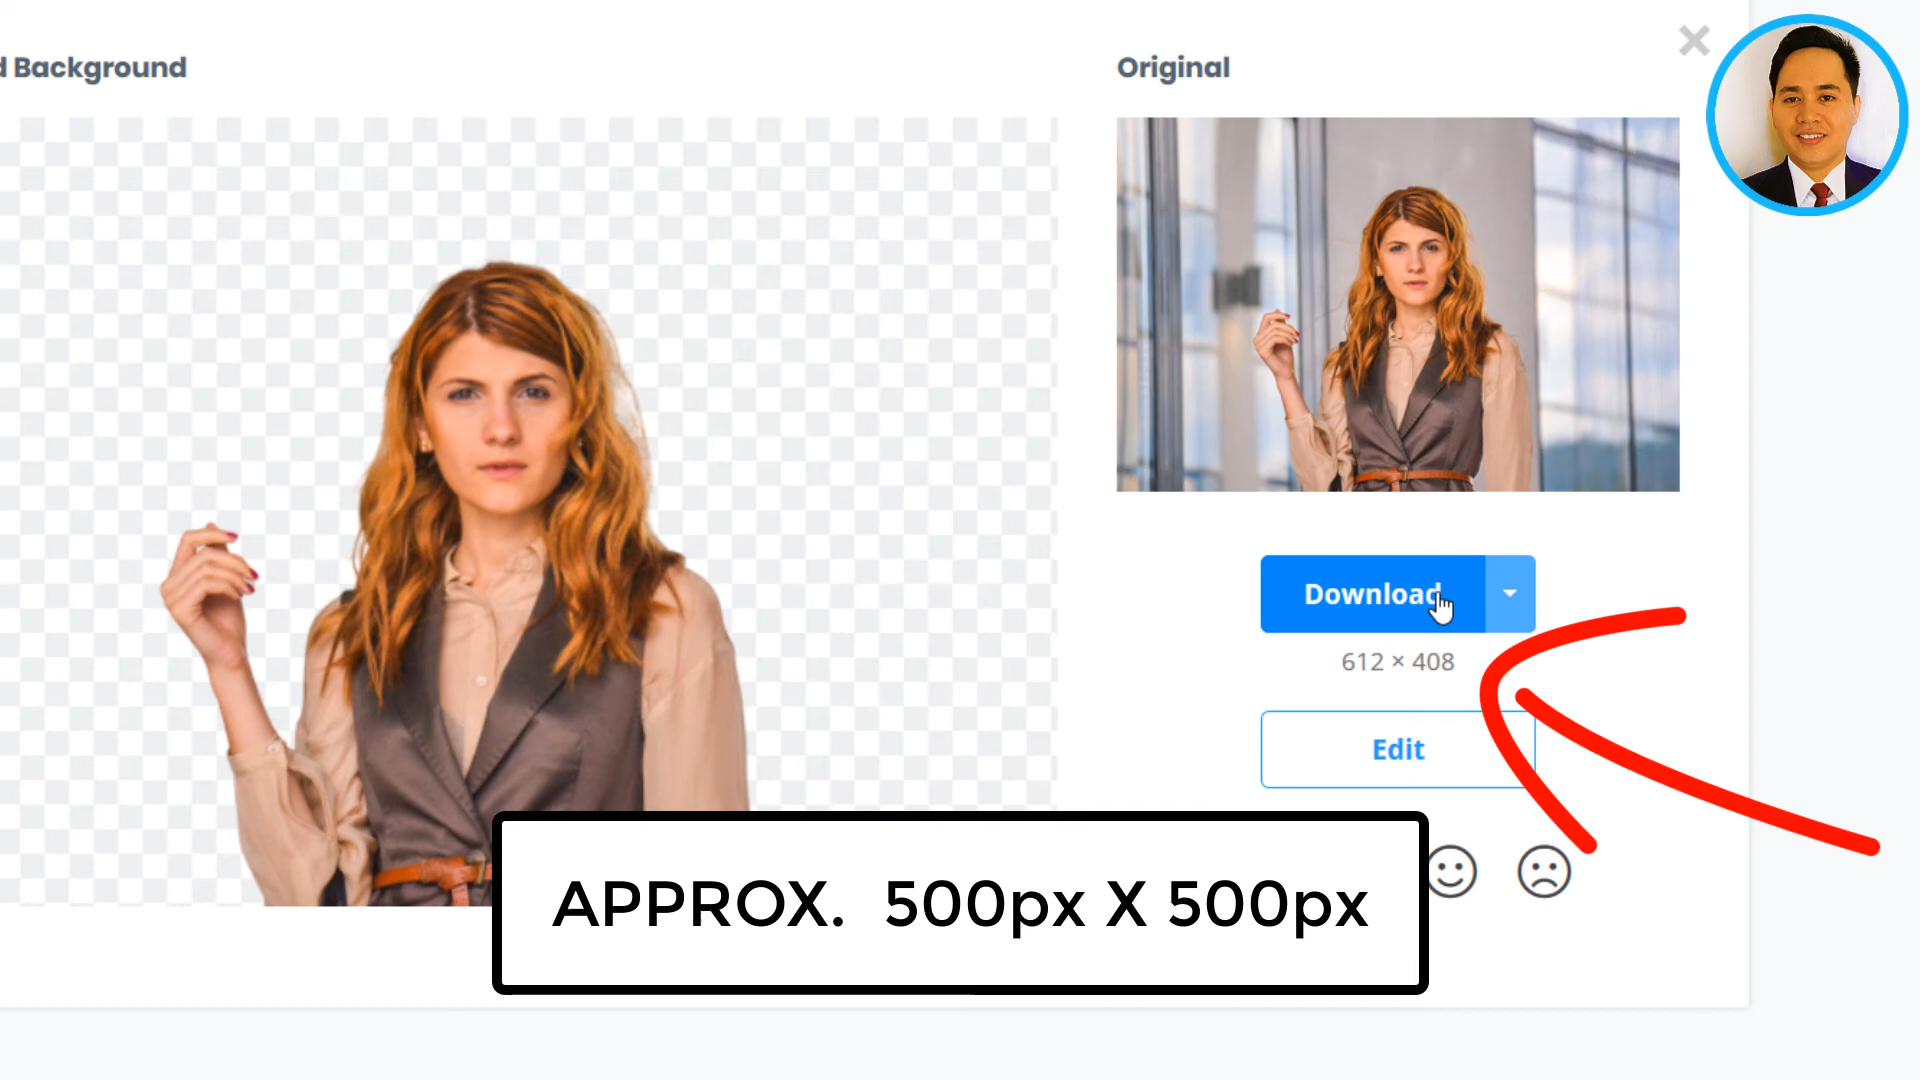 d Background
Original
Download
612 × 408
Edit
APPROX. 500px X 500px